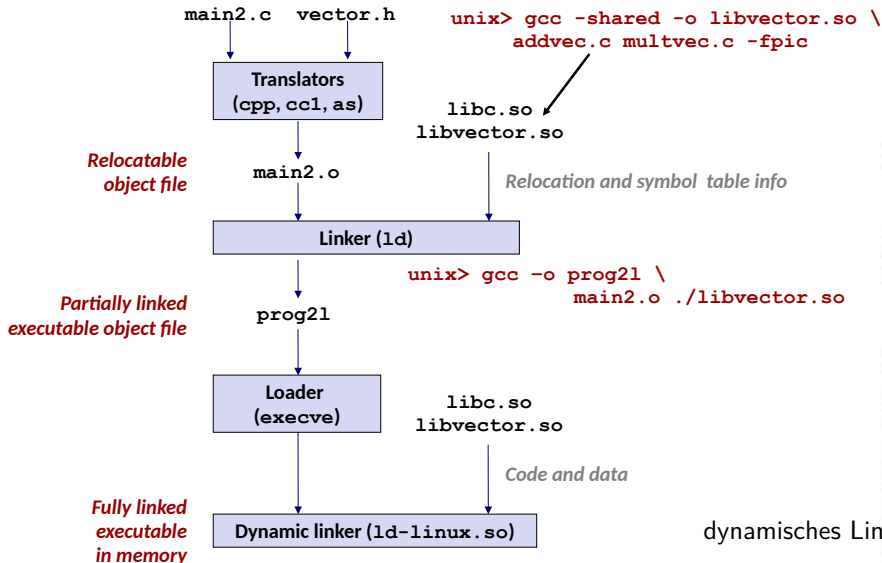 main2.c vector.h
unix> gcc -shared -o libvector.so \
addvec.c multvec.c -fpic
Translators
(cpp, cc1, as)
libc.so
libvector.so
Relocatable
object file
main2.o
Relocation and symbol table info
Linker (ld)
unix> gcc –o prog2l \
main2.o ./libvector.so
Partially linked
executable object file
prog2l
Loader
(execve)
libc.so
libvector.so
Code and data
Fully linked
executable
in memory
Dynamic linker (ld-linux.so)
dynamisches Lin